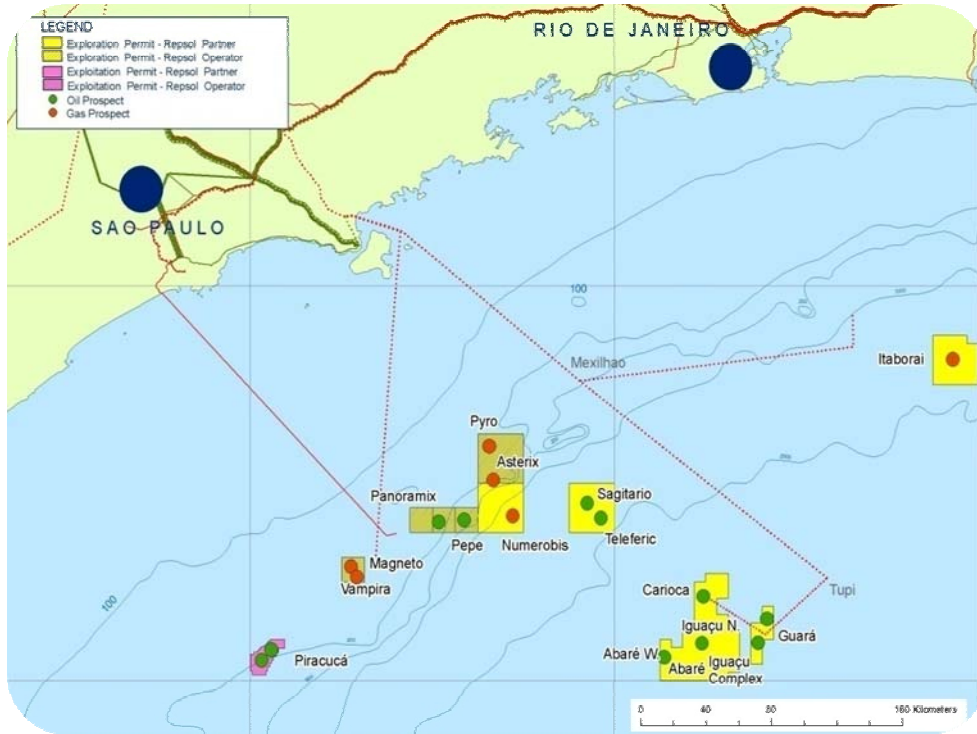 LEGEND
Exploration Permit - Repsol Partner
Exploration Permit - Repsol Operator
Exploitation Permit - Repsol Partner
Exploitation Permit - Repsol Operator
Oil Prospect
Gas Prospect
RIO DE JANEIRO
SAO PAULO
100
Mexilhao
Itaborai
Pyro
Asterix
Panoramix
Sagitario
Pepe
Numerobis
Teleferic
Magneto
Vampira
100
Carioca
Tupi
Iguaçu N.
Guará
Abaré W.
Abaré
Iguaçu
Complex
Piracucá
0 40 80 160 Kilometers